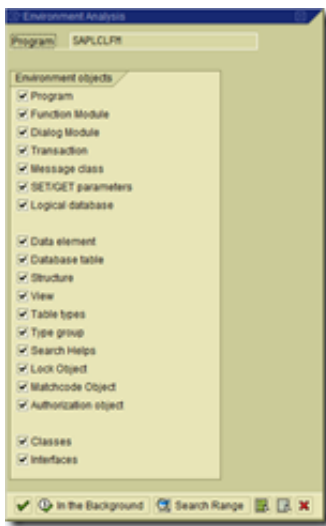 Environment Analysis
Program: SAPLCLFM
Environment objects
Program
Function Module
Dialog Module
Transaction
Message class
SET/GET parameters
Logical database
Data element
Database table
Structure
View
Table types
Type group
Search Helps
Lock Object
Matchcode Object
Authorization object
Classes
Interfaces
In the Background Search Range